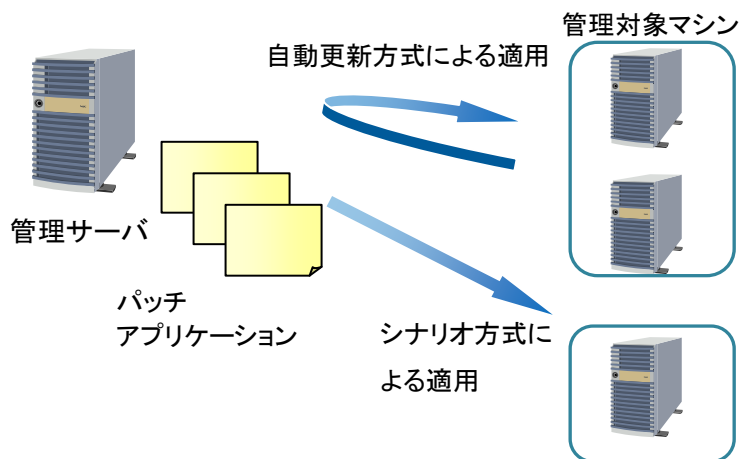 管理対象マシン
自動更新方式による適用
管理サーバ
パッチ
アプリケーション
シナリオ方式に
よる適用